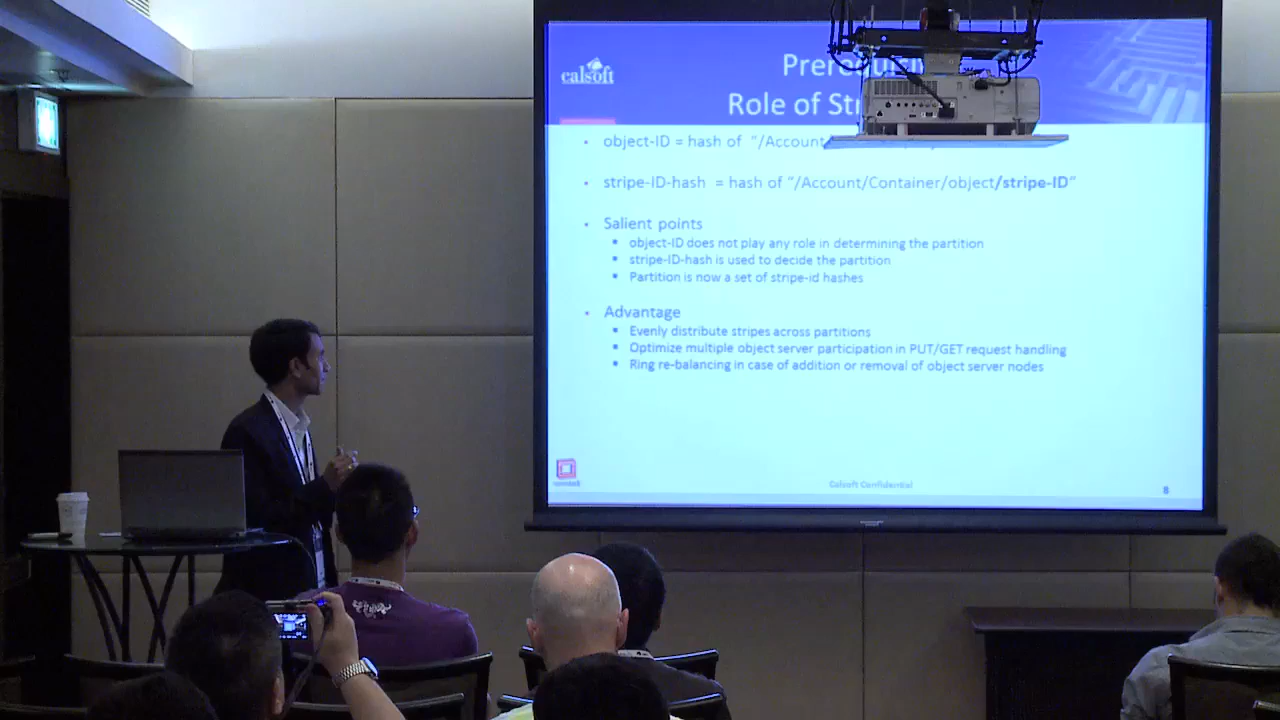 calsoft
Role of
object-ID = hash of "/Account
stripe-ID-hash = hash of "/Account/Container/object/stripe-ID"
Salient points
object-ID does not play any role in determining the partition
stripe-ID-hash is used to decide the partition
Partition is now a set of stripe-id hashes
Advantage
Evenly distribute stripes across partitions
Optimize multiple object server participation in PUT/GET request handling
Ring re-balancing in case of addition or removal of object server nodes
Calsoft Confidential
8